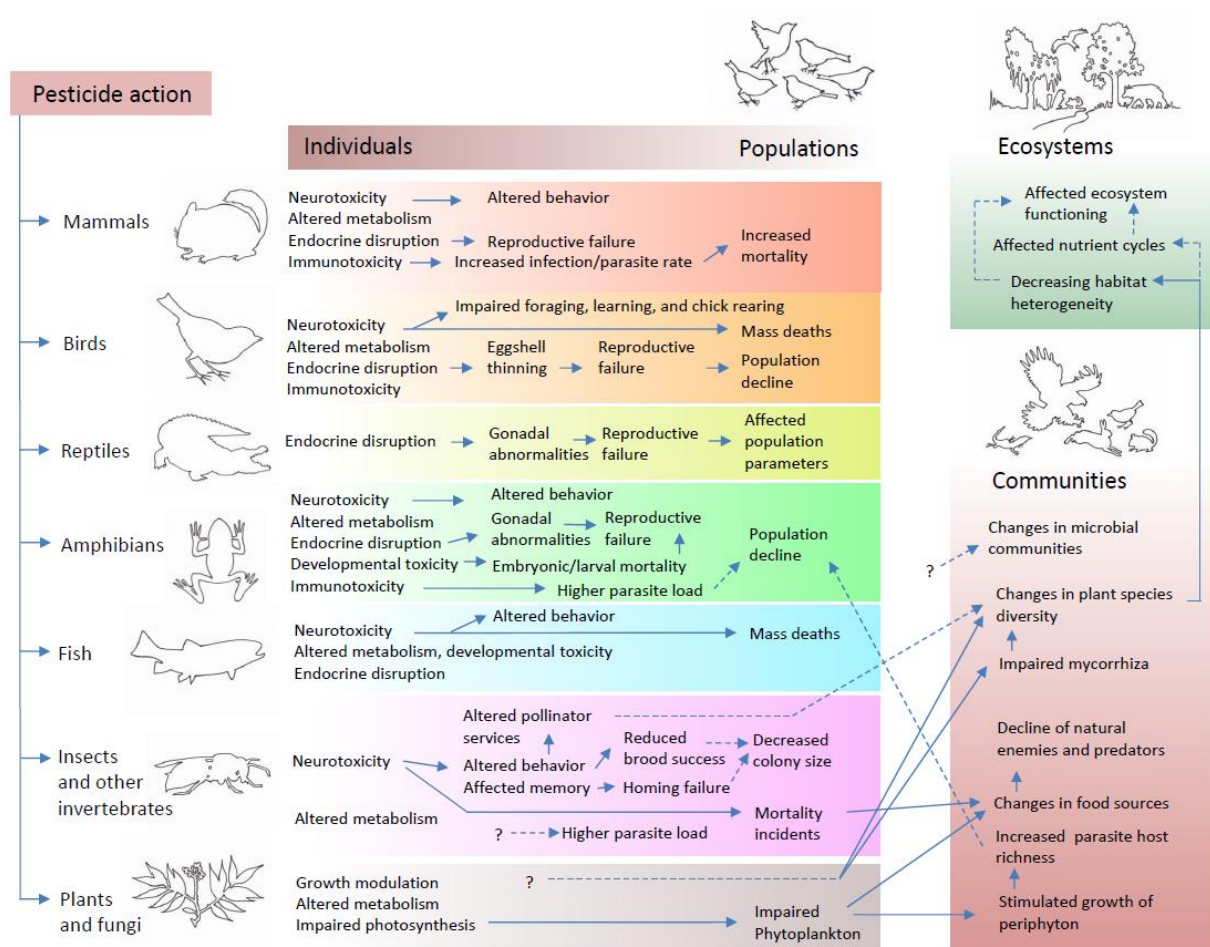 Pesticide action
Individuals
Populations
Ecosystems
Mammals
Neurotoxicity
Altered behavior
Altered metabolism
Endocrine disruption
Reproductive failure
Immunotoxicity
Increased infection/parasite rate
Increased
mortality
Birds
Impaired foraging, learning, and chick rearing
Neurotoxicity
Mass deaths
Altered metabolism
Endocrine disruption
Immunotoxicity
Eggshell
thinning
Reproductive
failure
Population
decline
Reptiles
Endocrine disruption
Gonadal
abnormalities
Reproductive
failure
Affected
population
parameters
Amphibians
Neurotoxicity
Altered behavior
Altered metabolism
Endocrine disruption
Gonadal
abnormalities
Reproductive
failure
Developmental toxicity
Embryonic/larval mortality
Immunotoxicity
Higher parasite load
Population
decline
Fish
Altered behavior
Neurotoxicity
Mass deaths
Altered metabolism, developmental toxicity
Endocrine disruption
Insects
and other
invertebrates
Altered pollinator
services
Neurotoxicity
Altered behavior
Affected memory
Reduced
brood success
Homing failure
Decreased
colony size
Mortality
incidents
Altered metabolism
?
Higher parasite load
Plants
and fungi
Growth modulation
?
Altered metabolism
Impaired photosynthesis
Impaired
Phytoplankton
Affected ecosystem
functioning
Affected nutrient cycles
Decreasing habitat
heterogeneity
Communities
Changes in microbial
communities
?
Changes in plant species
diversity
Impaired mycorrhiza
Decline of natural
enemies and predators
Changes in food sources
Increased parasite host
richness
Stimulated growth of
periphyton